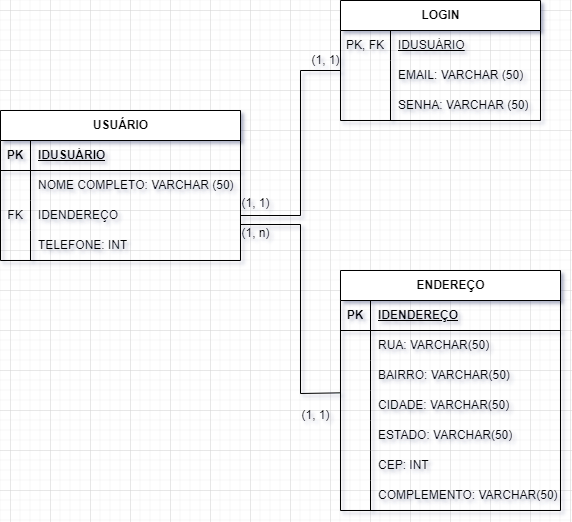 LOGIN
PK, FK IDUSUÁRIO
EMAIL: VARCHAR (50)
SENHA: VARCHAR (50)
(1, 1)
USUÁRIO
PK IDUSUÁRIO
NOME COMPLETO: VARCHAR (50)
FK IDENDEREÇO
TELEFONE: INT
(1, 1)
(1, n)
ENDEREÇO
PK IDENDEREÇO
RUA: VARCHAR(50)
BAIRRO: VARCHAR(50)
CIDADE: VARCHAR(50)
ESTADO: VARCHAR(50)
CEP: INT
COMPLEMENTO: VARCHAR(50)
(1, 1)